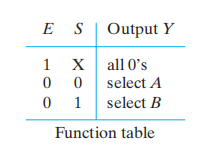 E S Output Y
1 X all 0's
0 0 select A
0 1 select B
Function table